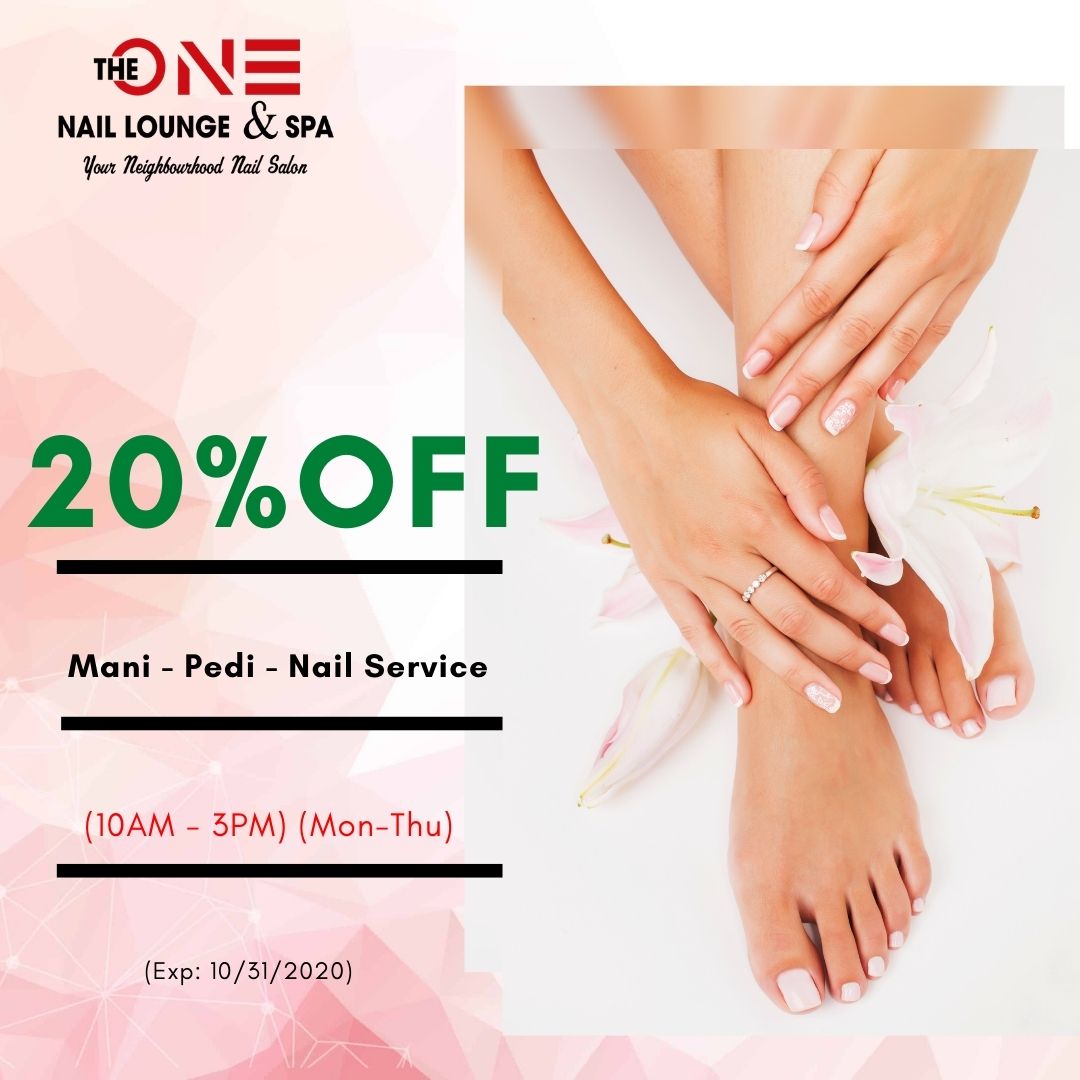 THE ONE
NAIL LOUNGE & SPA
Your Neighbourhood Nail Salon
20%OFF
Mani - Pedi - Nail Service
(10AM - 3PM) (Mon-Thu)
(Exp: 10/31/2020)